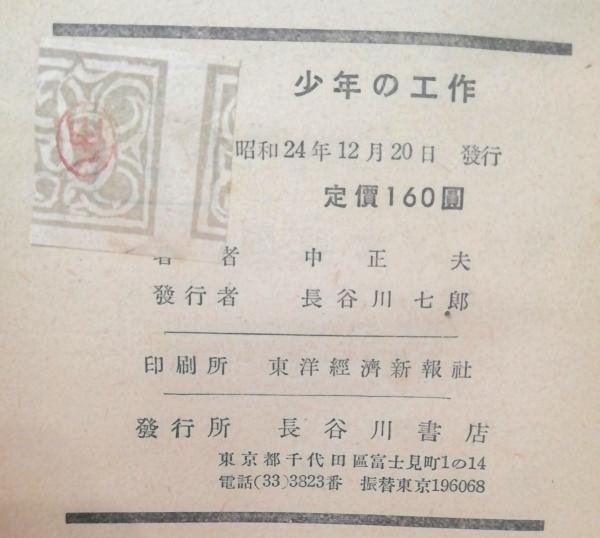 少年の工作
昭和24年12月20日 發行
定價160圓
著者 中正夫
發行者 長谷川七郎
印刷所 東洋經濟新報社
發行所 長谷川書店
東京都千代田區富士見町1の14
電話(33)3823番 振替東京196068